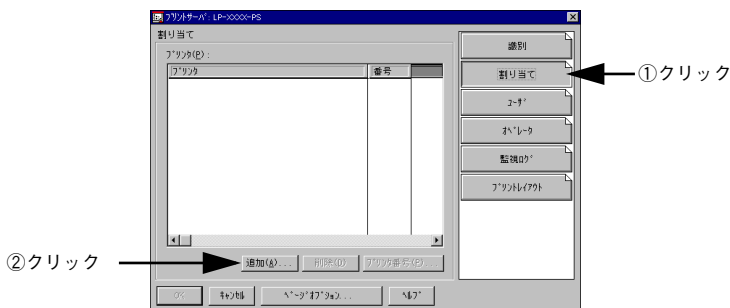 プリントサーバ: LP-XXXX-PS
割り当て
プリンタ(P) :
プリンタ
番号
識別
割り当て
ユーザ
オペレータ
監視ログ
プリントレイアウト
①クリック
②クリック
追加(A)...
削除(D)
プリンタ番号(P)...
OK
キャンセル
ページオプション...
ヘルプ